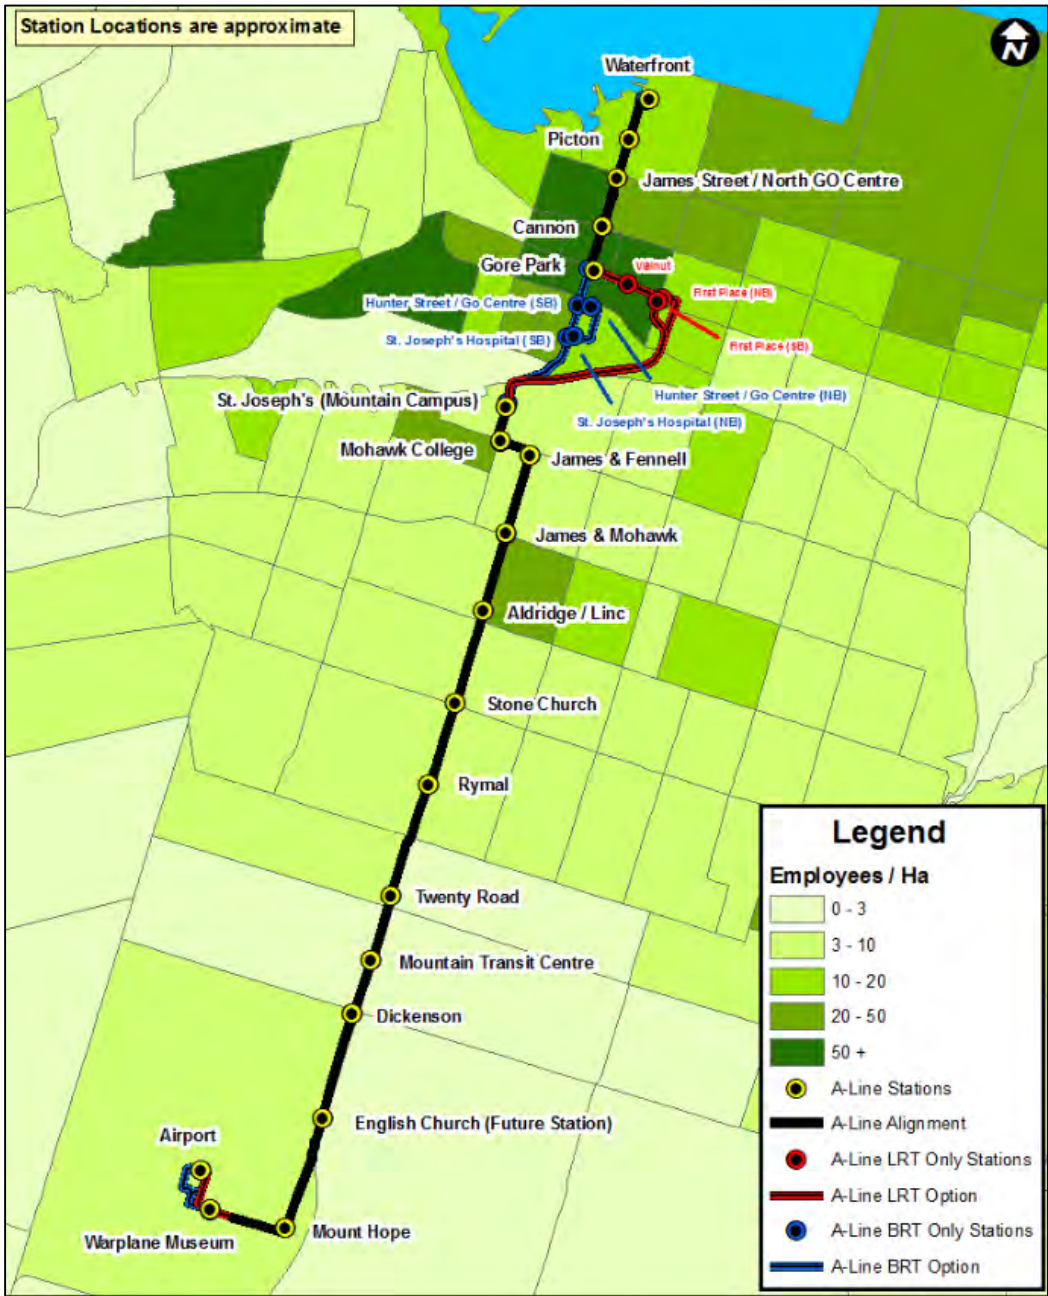 Station Locations are approximate
N
Waterfront
Picton
James Street / North GO Centre
Cannon
Gore Park
Walnut
First Place (NB)
Hunter Street / Go Centre (SB)
St. Joseph's Hospital (SB)
First Place (SB)
Hunter Street / Go Centre (NB)
St. Joseph's (Mountain Campus)
St. Joseph's Hospital (NB)
Mohawk College
James & Fennell
James & Mohawk
Aldridge / Linc
Stone Church
Rymal
Twenty Road
Mountain Transit Centre
Dickenson
English Church (Future Station)
Airport
Mount Hope
Warplane Museum
Legend
Employees / Ha
0 - 3
3 - 10
10 - 20
20 - 50
50 +
A-Line Stations
A-Line Alignment
A-Line LRT Only Stations
A-Line LRT Option
A-Line BRT Only Stations
A-Line BRT Option